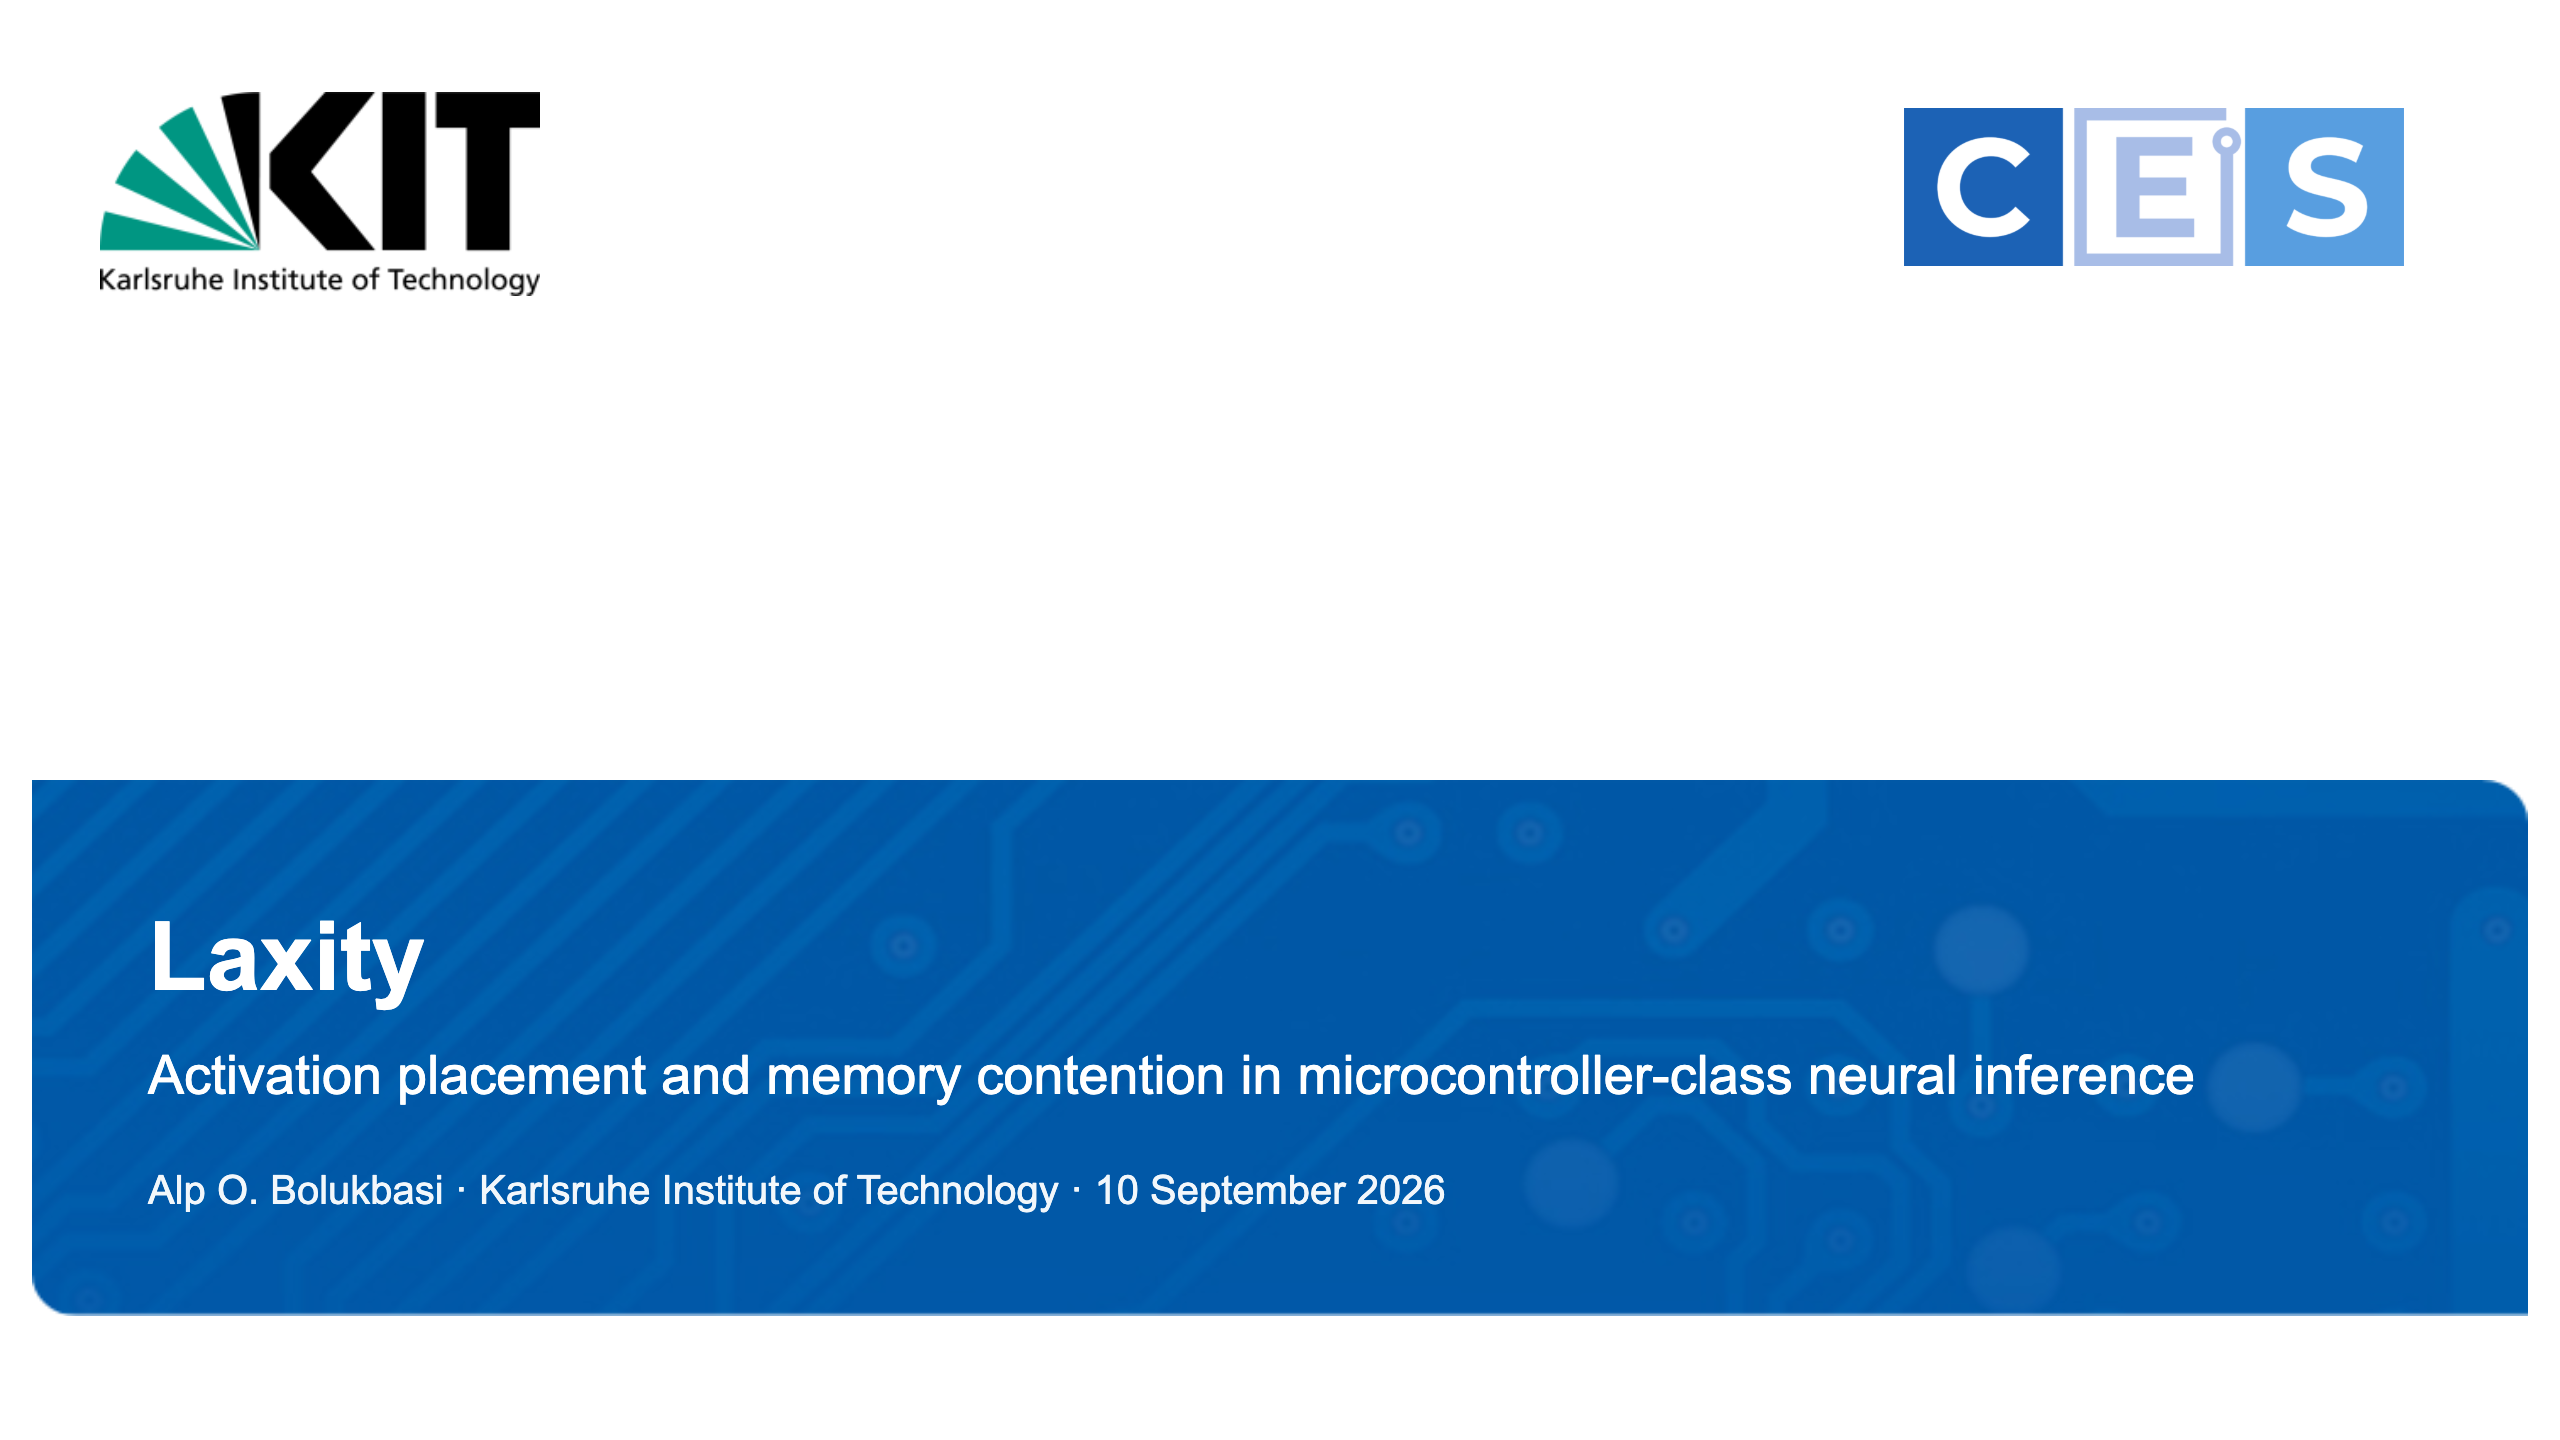 KIT
Karlsruhe Institute of Technology
CES
Laxity
Activation placement and memory contention in microcontroller-class neural inference
Alp O. Bolukbasi · Karlsruhe Institute of Technology · 10 September 2026